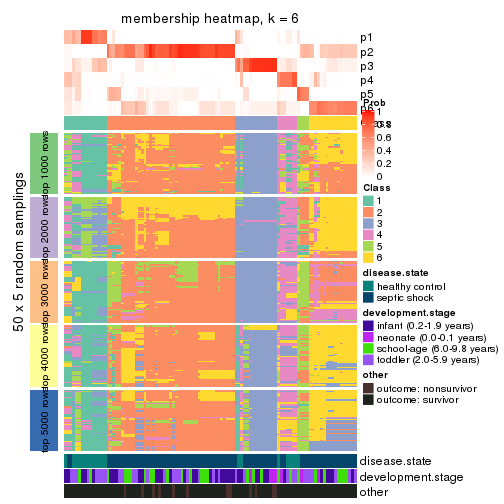 membership heatmap, k = 6
p1
p2
p3
p4
p5
p6
Prob
1
0.8
0.6
0.4
0.2
0
Class
1
2
3
4
5
6
disease.state
healthy control
septic shock
development.stage
infant (0.2-1.9 years)
neonate (0.0-0.1 years)
school-age (6.0-9.8 years)
toddler (2.0-5.9 years)
other
outcome: nonsurvivor
outcome: survivor
50 x 5 random samplings
top 1000 rows
top 2000 rows
top 3000 rows
top 4000 rows
top 5000 rows
disease.state
development.stage
other